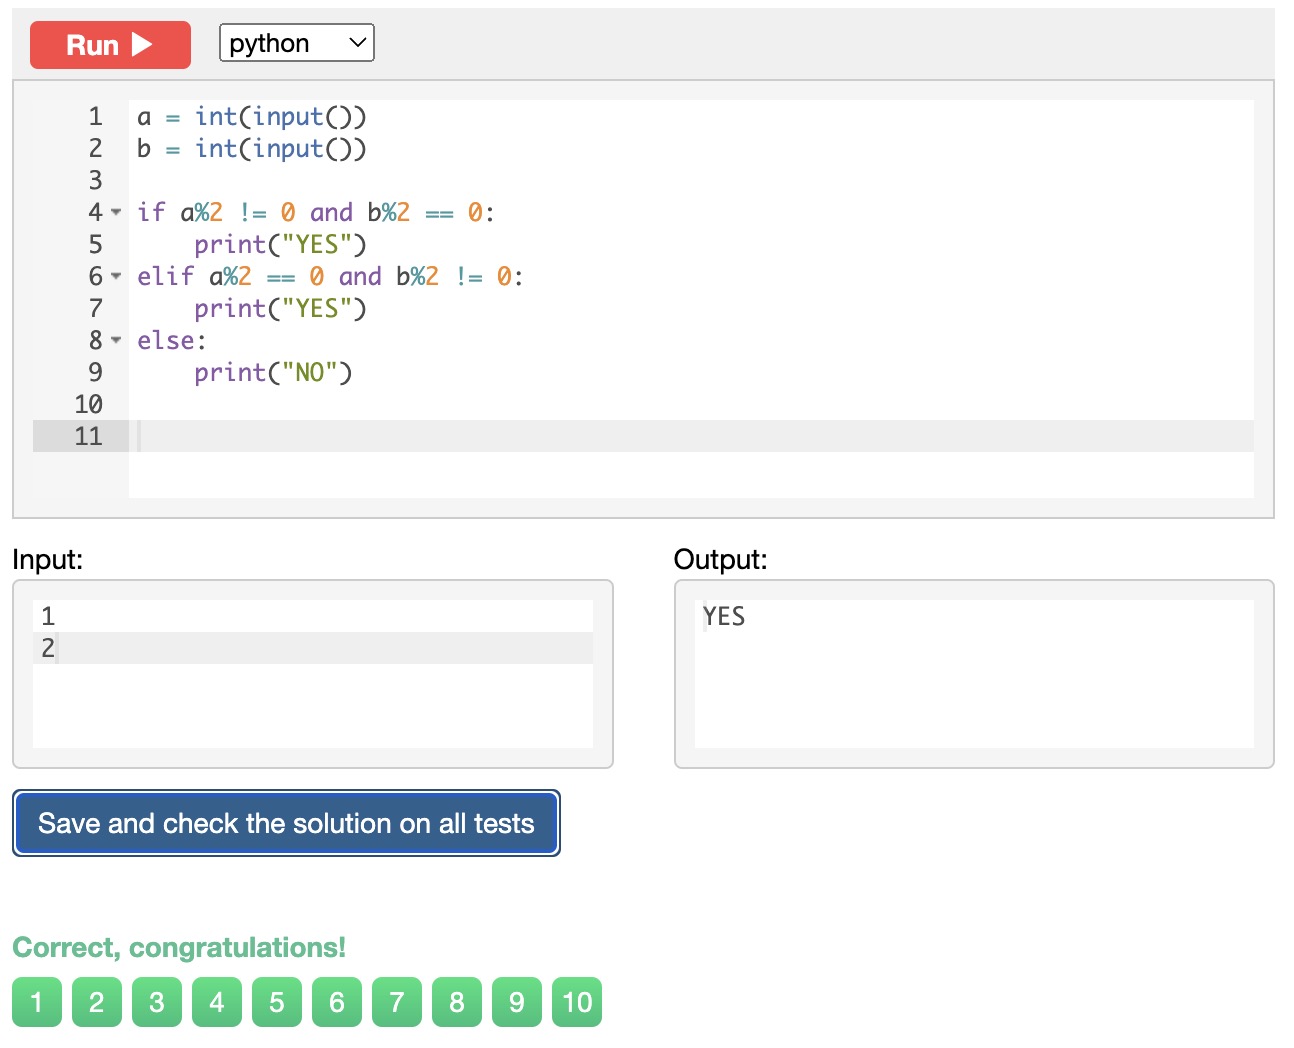 Run
python
1 a = int(input())
2 b = int(input())
3
4 if a%2 != 0 and b%2 == 0:
5     print("YES")
6 elif a%2 == 0 and b%2 != 0:
7     print("YES")
8 else:
9     print("NO")
10
11
Input: Output:
1 YES
2
Save and check the solution on all tests
Correct, congratulations!
1 2 3 4 5 6 7 8 9 10